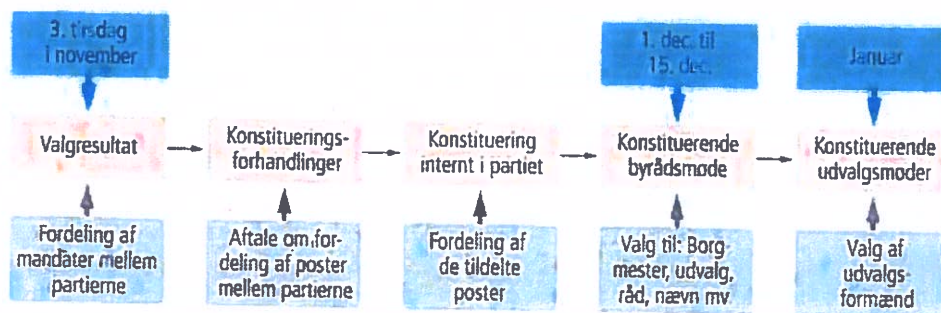 3. tirsdag
i november
1. dec. til
15. dec.
Januar
Valgresultat
Konstituerings-
forhandlinger
Konstituering
internt i partiet
Konstituerende
byrådsmøde
Konstituerende
udvalgsmøder
Fordeling af
mandater mellem
partierne
Aftale om for-
deling af poster
mellem partierne
Fordeling af
de tildelte
poster
Valg til: Borg-
mester, udvalg,
råd, nævn mv.
Valg af
udvalgs-
formænd